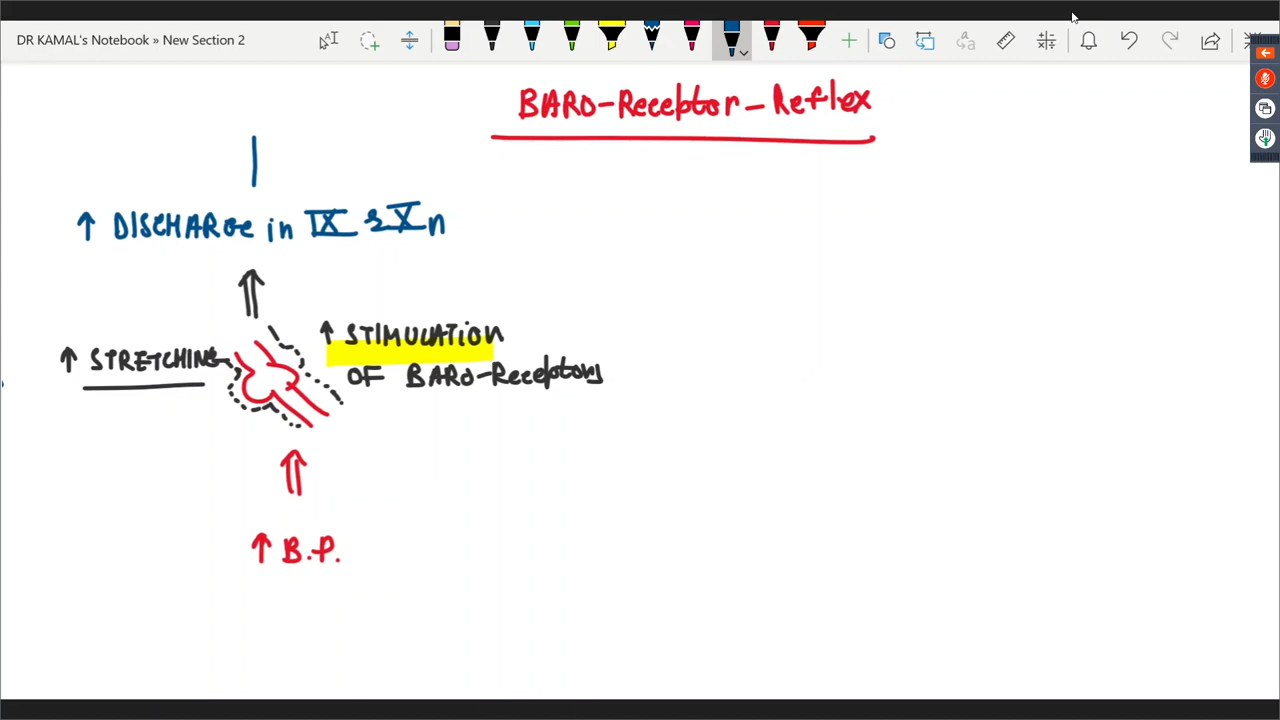 DR KAMAL's Notebook » New Section 2
BARO-Receptor-Reflex
↑ DISCHARGE in IX & X n
↑ STIMULATION
↑ STRETCHING
OF BARO-Receptors
↑ B.P.